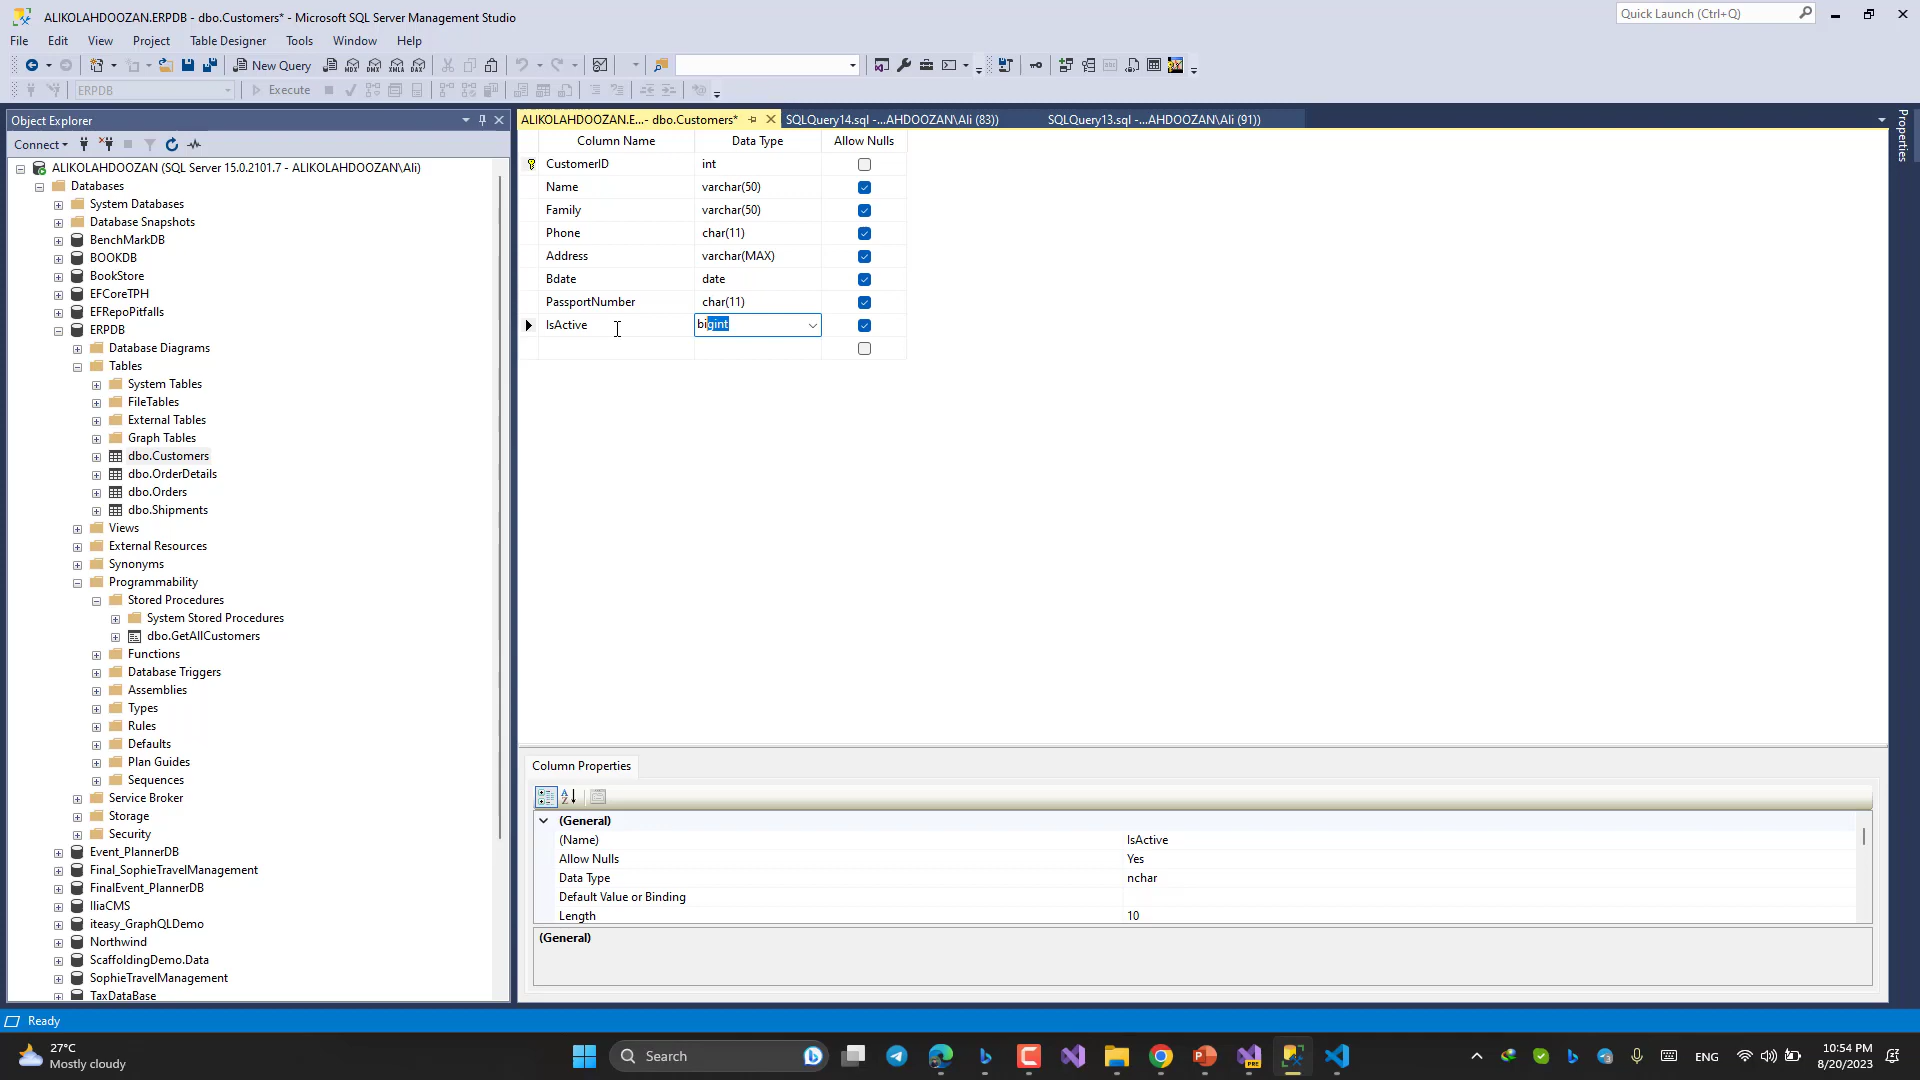 ALIKOLAHDOOZAN.ERPDB - dbo.Customers* - Microsoft SQL Server Management Studio
Quick Launch (Ctrl+Q)
File Edit View Project Table Designer Tools Window Help
New Query
MDX DMX XMLA DAX
ERPDB
Execute
Object Explorer
Connect
ALIKOLAHDOOZAN (SQL Server 15.0.2101.7 - ALIKOLAHDOOZAN\Ali)
Databases
System Databases
Database Snapshots
BenchMarkDB
BOOKDB
BookStore
EFCoreTPH
EFRepoPitfalls
ERPDB
Database Diagrams
Tables
System Tables
FileTables
External Tables
Graph Tables
dbo.Customers
dbo.OrderDetails
dbo.Orders
dbo.Shipments
Views
External Resources
Synonyms
Programmability
Stored Procedures
System Stored Procedures
dbo.GetAllCustomers
Functions
Database Triggers
Assemblies
Types
Rules
Defaults
Plan Guides
Sequences
Service Broker
Storage
Security
Event_PlannerDB
Final_SophieTravelManagement
FinalEvent_PlannerDB
IliaCMS
iteasy_GraphQLDemo
Northwind
ScaffoldingDemo.Data
SophieTravelManagement
TaxDataBase
ALIKOLAHDOOZAN.E...- dbo.Customers*
SQLQuery14.sql -...AHDOOZAN\Ali (83))
SQLQuery13.sql -...AHDOOZAN\Ali (91))
Column Name Data Type Allow Nulls
CustomerID int
Name varchar(50)
Family varchar(50)
Phone char(11)
Address varchar(MAX)
Bdate date
PassportNumber char(11)
IsActive bigint
Properties
Column Properties
(General)
(Name) IsActive
Allow Nulls Yes
Data Type nchar
Default Value or Binding
Length 10
(General)
Ready
27°C
Mostly cloudy
Search
ENG
10:54 PM
8/20/2023